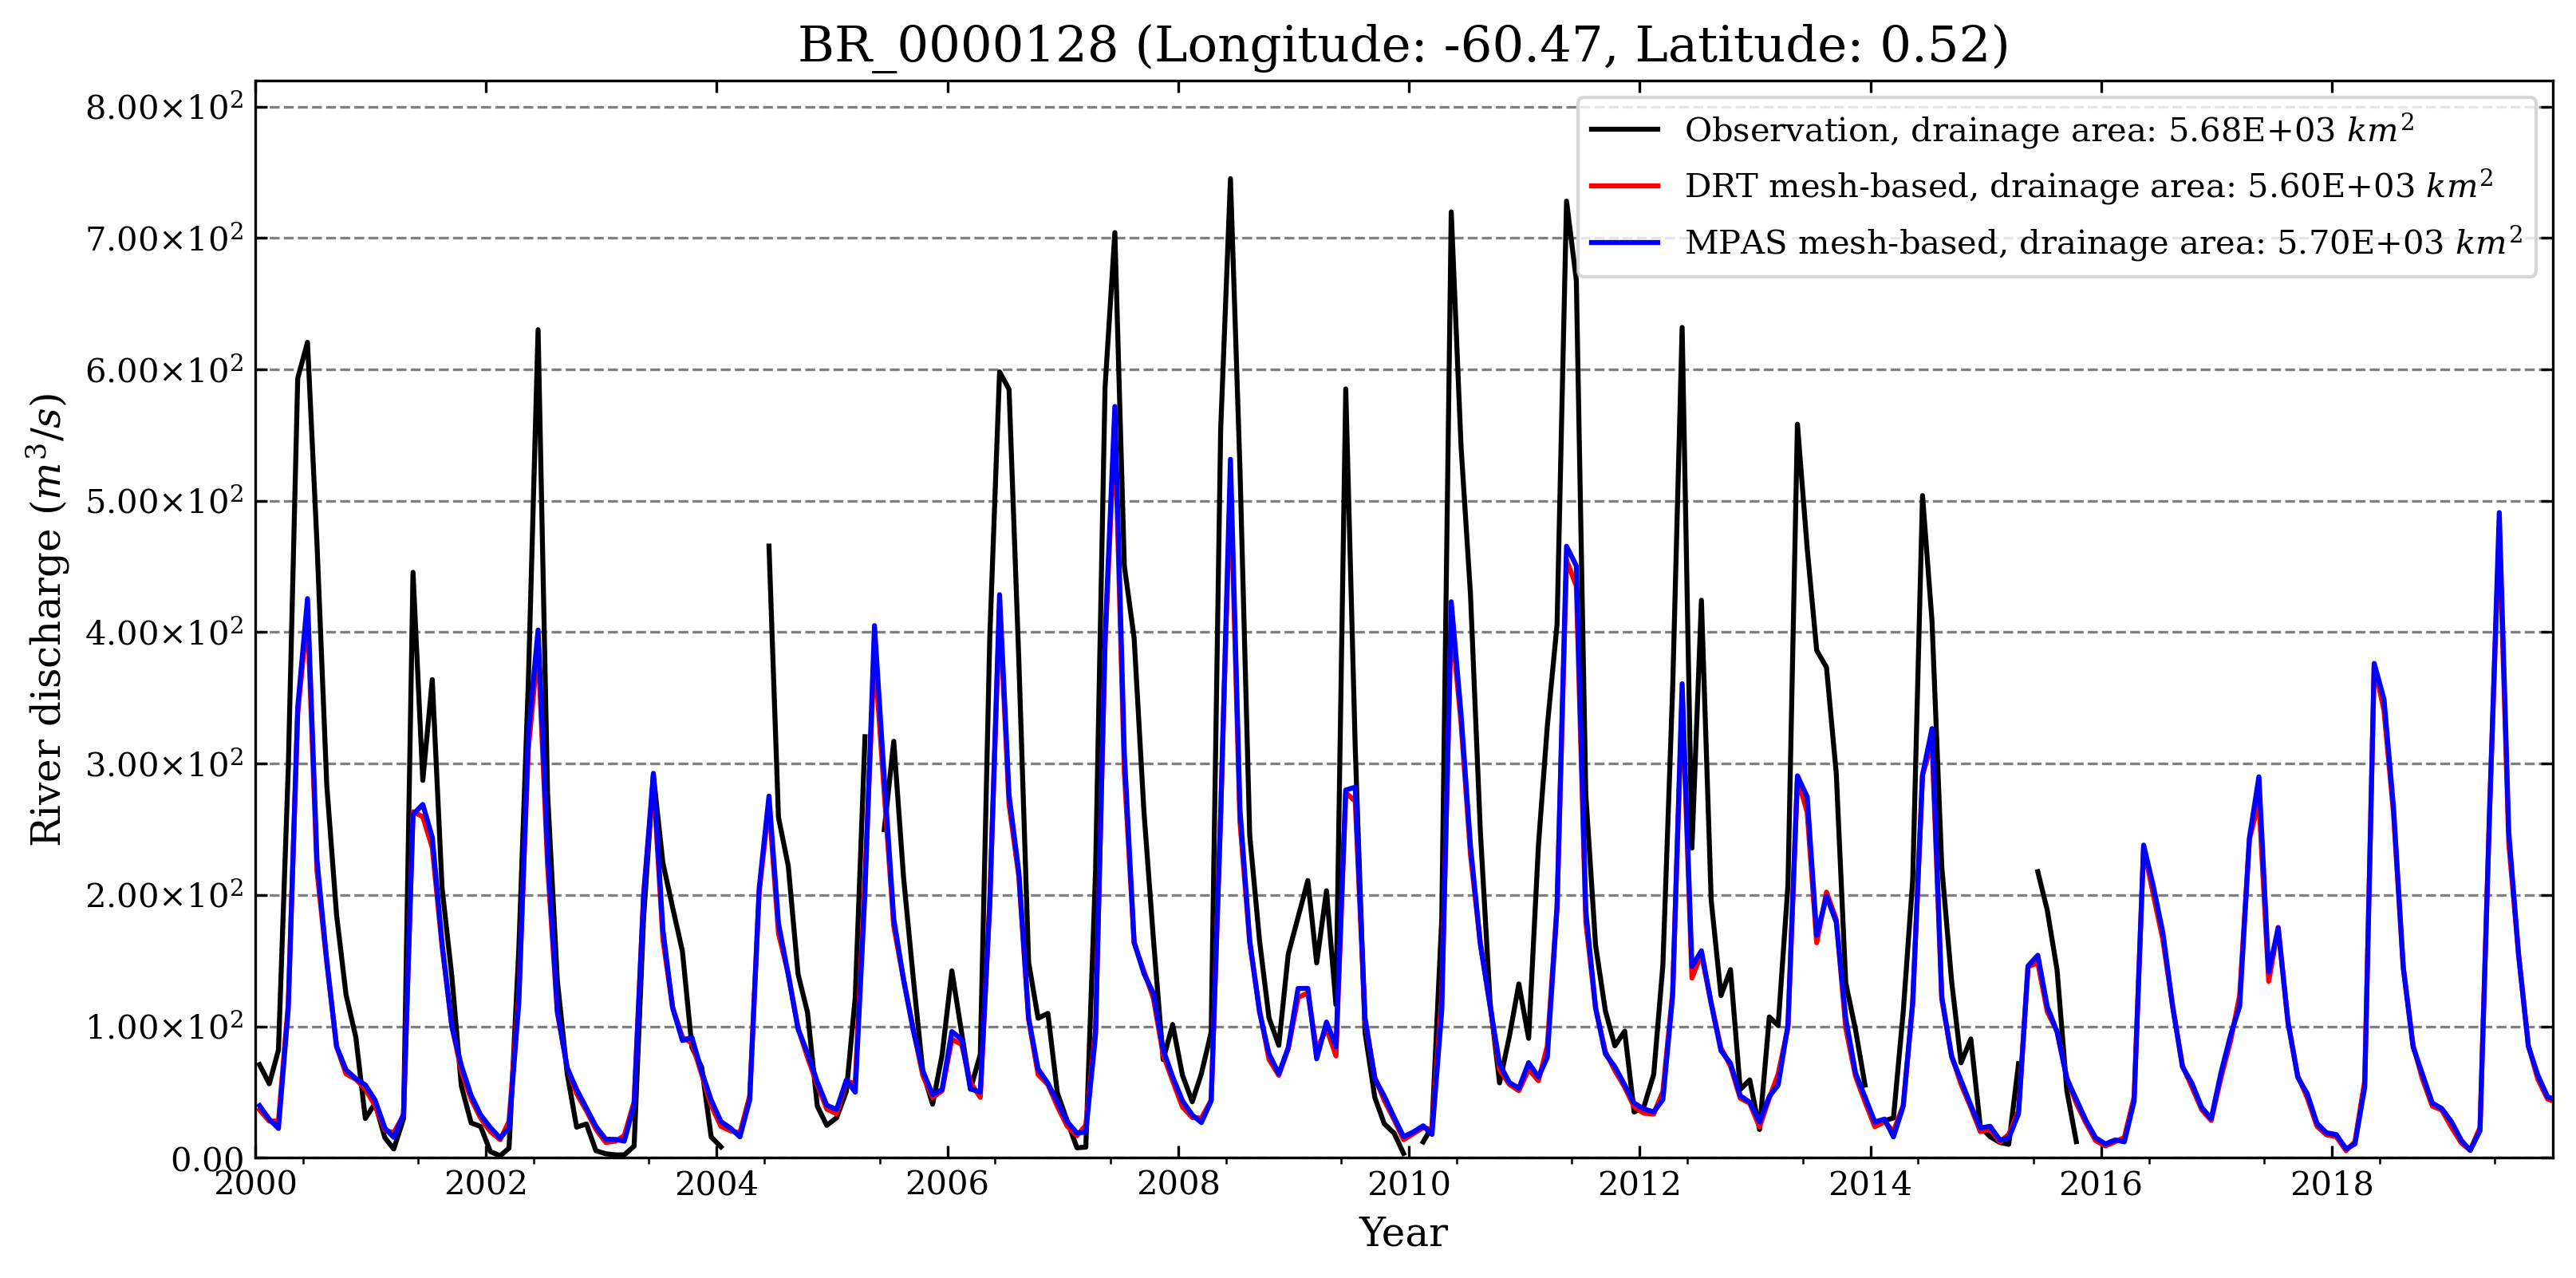 BR_0000128 (Longitude: -60.47, Latitude: 0.52)
8.00×10²
7.00×10²
6.00×10²
5.00×10²
4.00×10²
3.00×10²
2.00×10²
1.00×10²
0.00
River discharge (m³/s)
Observation, drainage area: 5.68E+03 km²
DRT mesh-based, drainage area: 5.60E+03 km²
MPAS mesh-based, drainage area: 5.70E+03 km²
2000 2002 2004 2006 2008 2010 2012 2014 2016 2018
Year